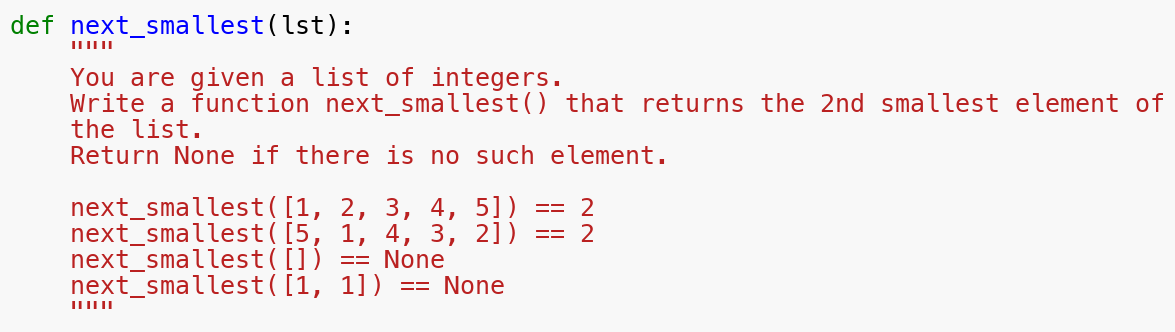 def next_smallest(lst):
    """
    You are given a list of integers.
    Write a function next_smallest() that returns the 2nd smallest element of
    the list.
    Return None if there is no such element.

    next_smallest([1, 2, 3, 4, 5]) == 2
    next_smallest([5, 1, 4, 3, 2]) == 2
    next_smallest([]) == None
    next_smallest([1, 1]) == None
    """